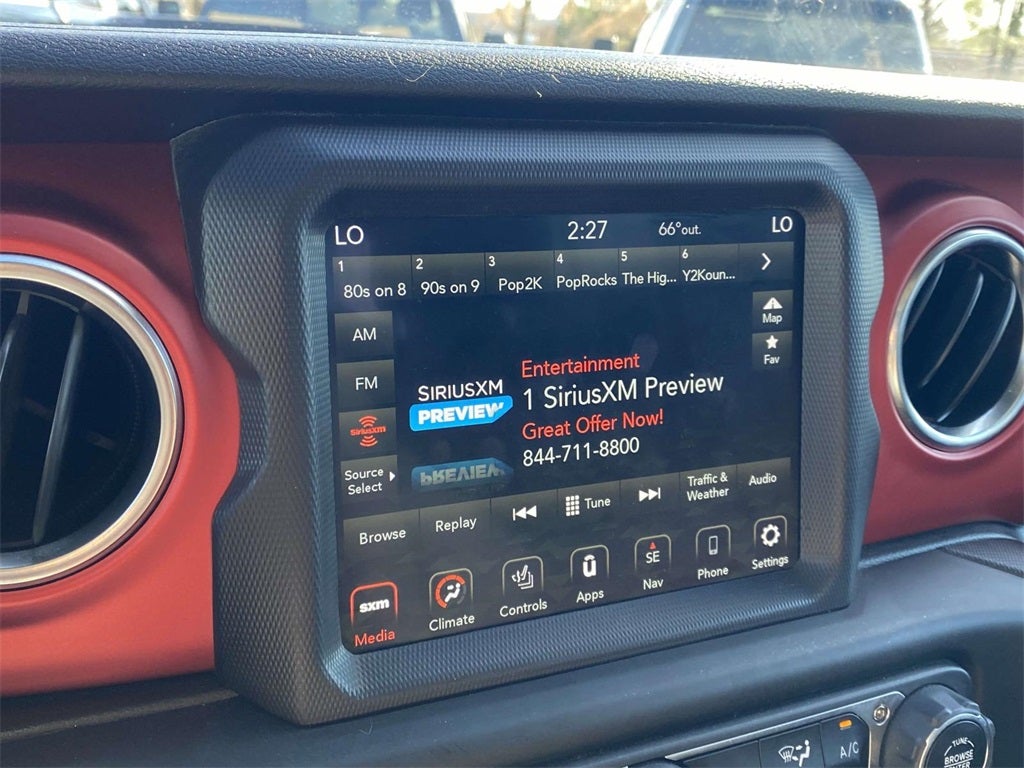 LO 2:27 66°out. LO
1 2 3 4 5 6
80s on 8 90s on 9 Pop2K PopRocks The Hig... Y2Koun...
AM
Map
FM
Fav
SiriusXM
Source
Select
SIRIUSXM
PREVIEW
Entertainment
1 SiriusXM Preview
Great Offer Now!
844-711-8800
PREVIEW
Browse Replay Tune Traffic &
Weather Audio
sxm
Media
Climate
Controls
ū
Apps
SE
Nav
Phone
Settings
A/C
TUNE
BROWSE